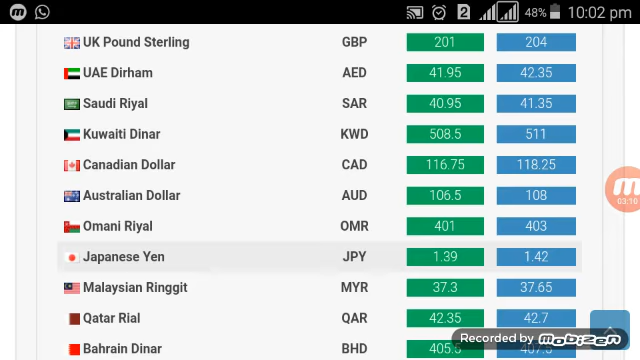 2 48% 10:02 pm
UK Pound Sterling GBP 201 204
UAE Dirham AED 41.95 42.35
Saudi Riyal SAR 40.95 41.35
Kuwaiti Dinar KWD 508.5 511
Canadian Dollar CAD 116.75 118.25
Australian Dollar AUD 106.5 108
03:10
Omani Riyal OMR 401 403
Japanese Yen JPY 1.39 1.42
Malaysian Ringgit MYR 37.3 37.65
Qatar Rial QAR 42.35 42.7
Recorded by mobizen
Bahrain Dinar BHD